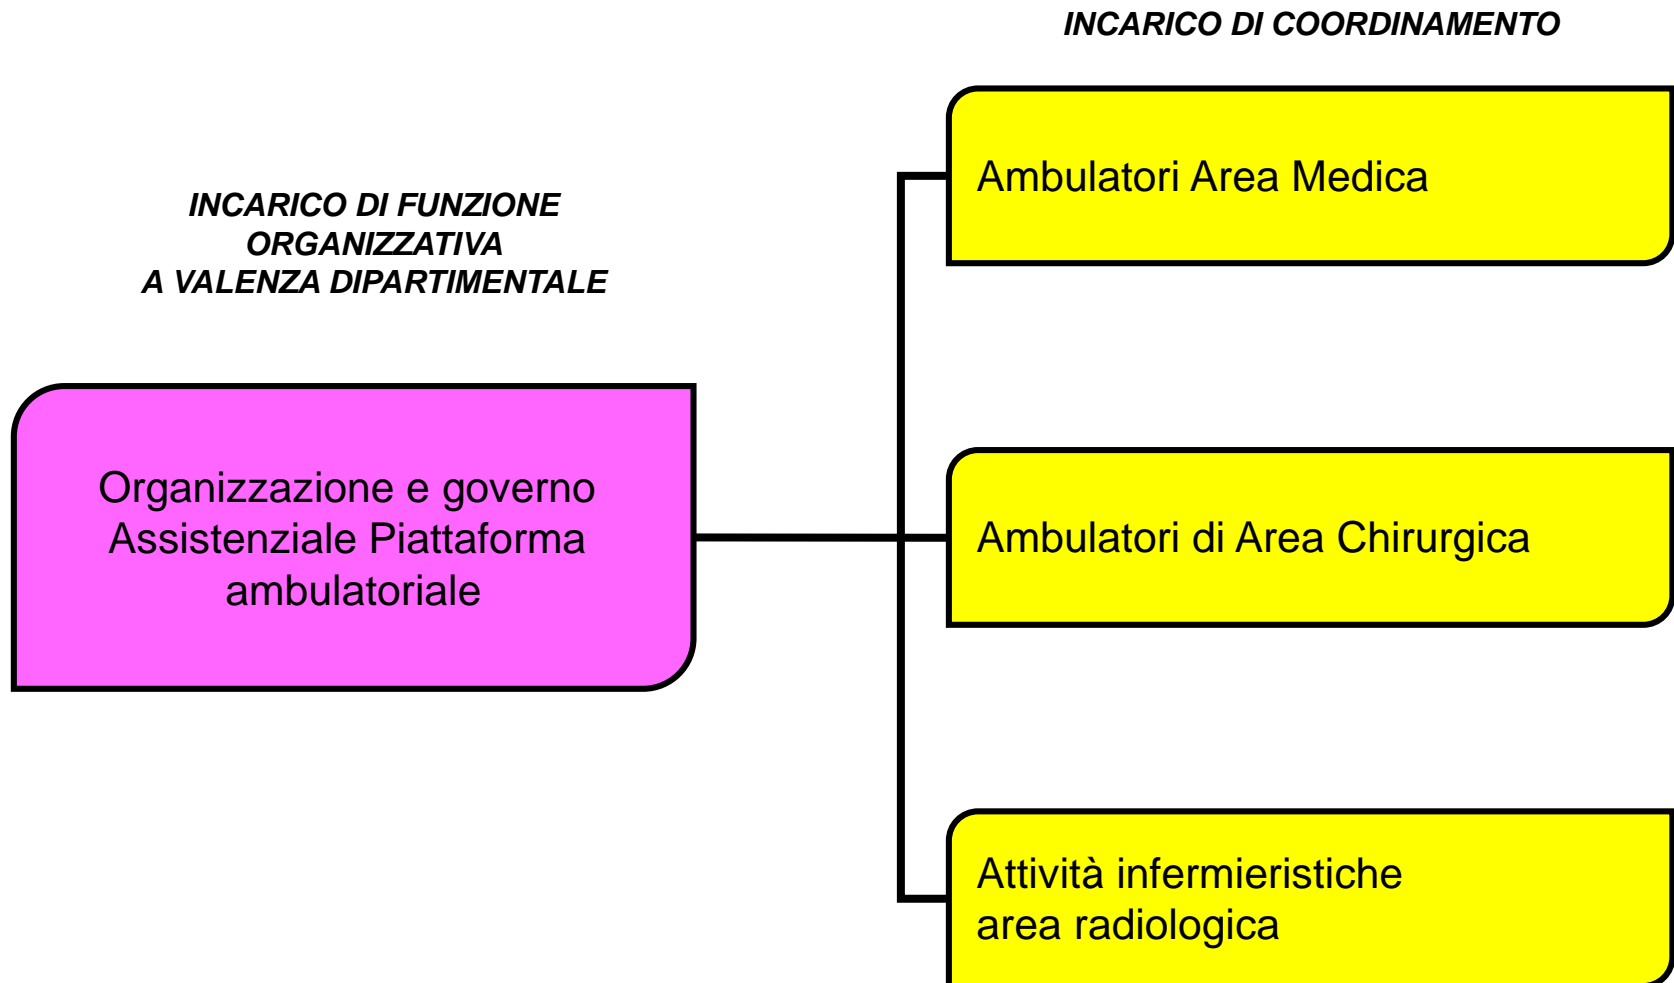 INCARICO DI COORDINAMENTO
INCARICO DI FUNZIONE
ORGANIZZATIVA
A VALENZA DIPARTIMENTALE
Organizzazione e governo
Assistenziale Piattaforma
ambulatoriale
Ambulatori Area Medica
Ambulatori di Area Chirurgica
Attività infermieristiche
area radiologica